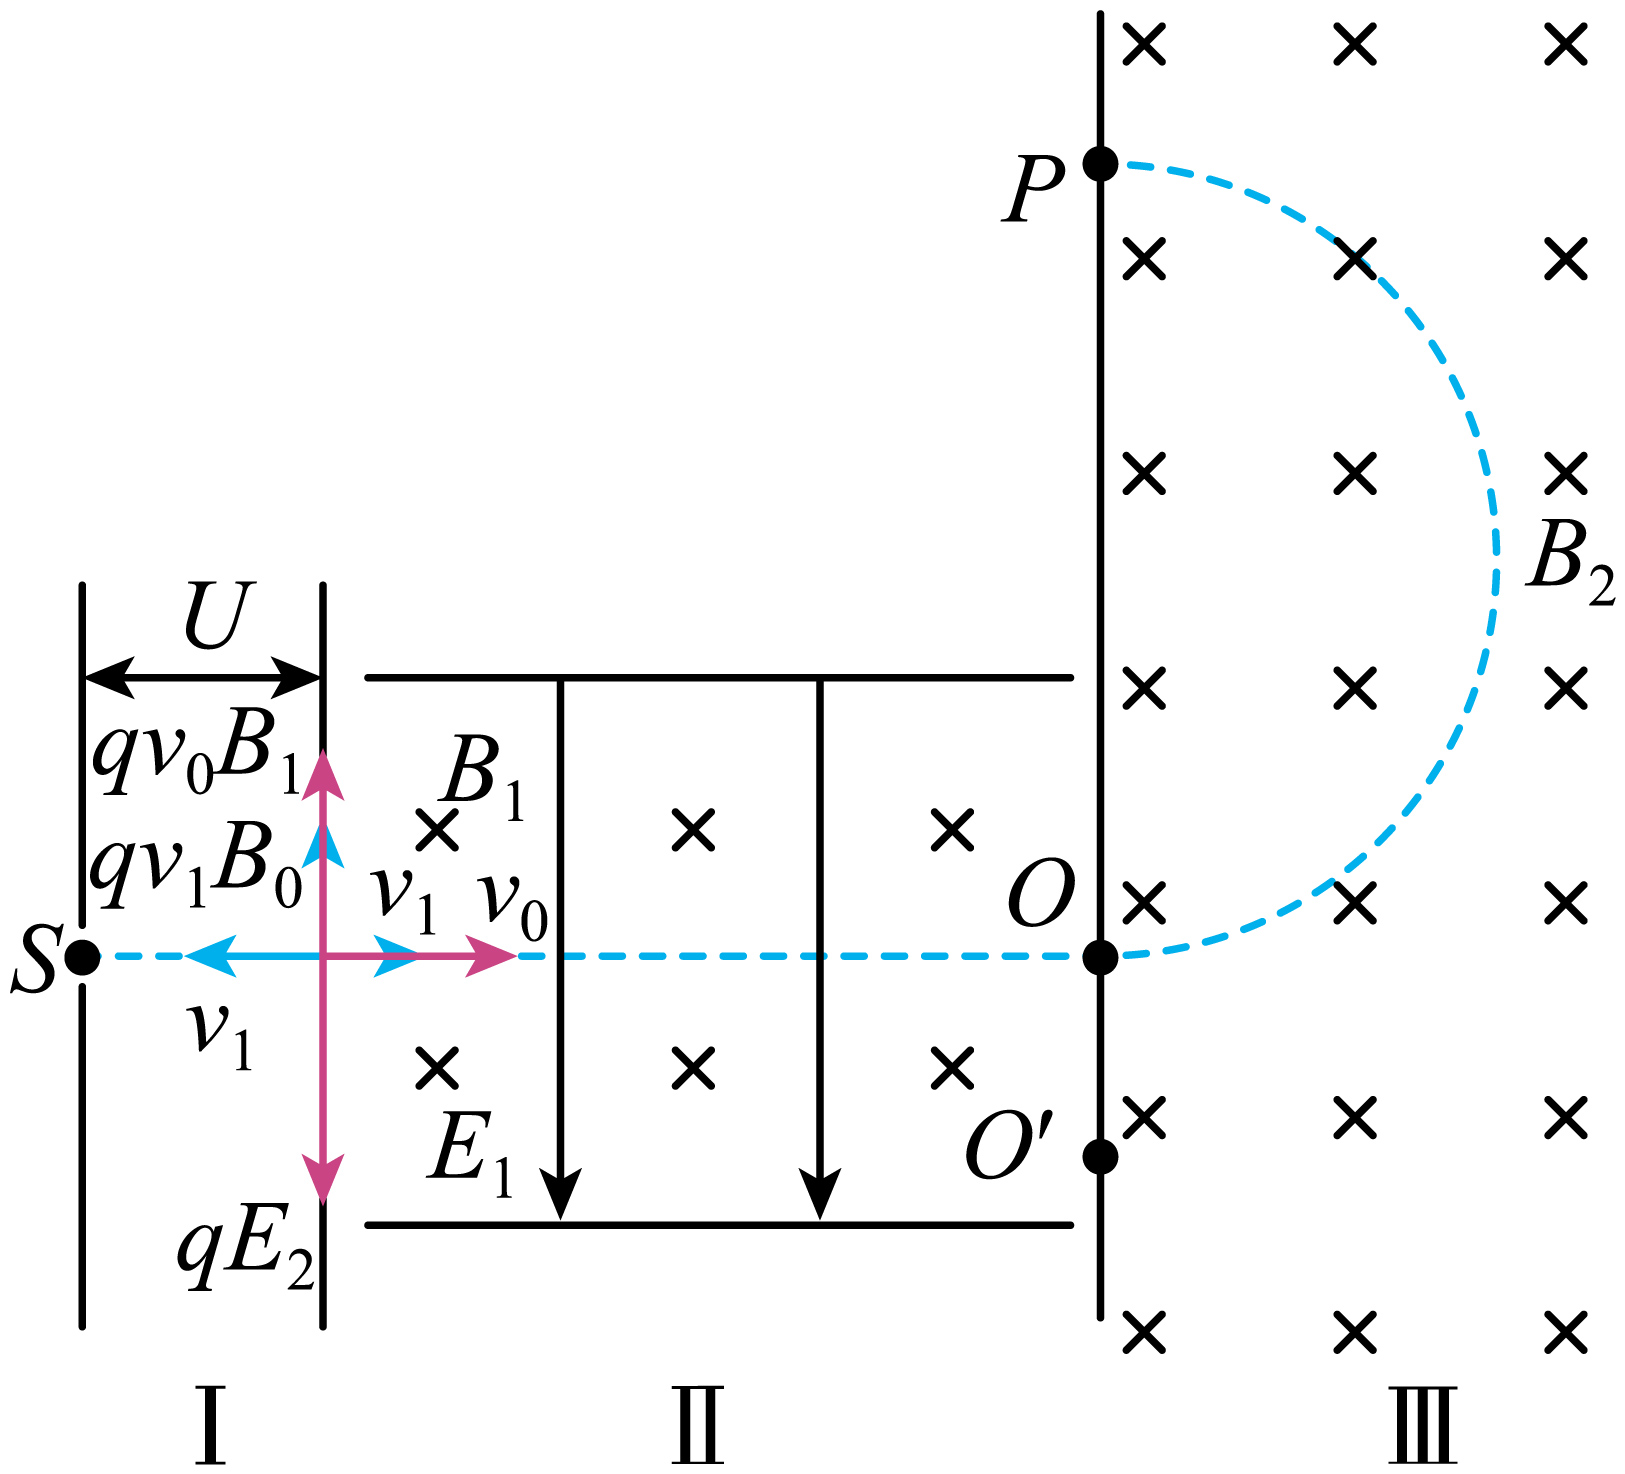 P
B₂
U
qv₀B₁
B₁
qv₁B₀
v₁
v₀
O
S
v₁
E₁
O′
qE₂
Ⅰ
Ⅱ
Ⅲ